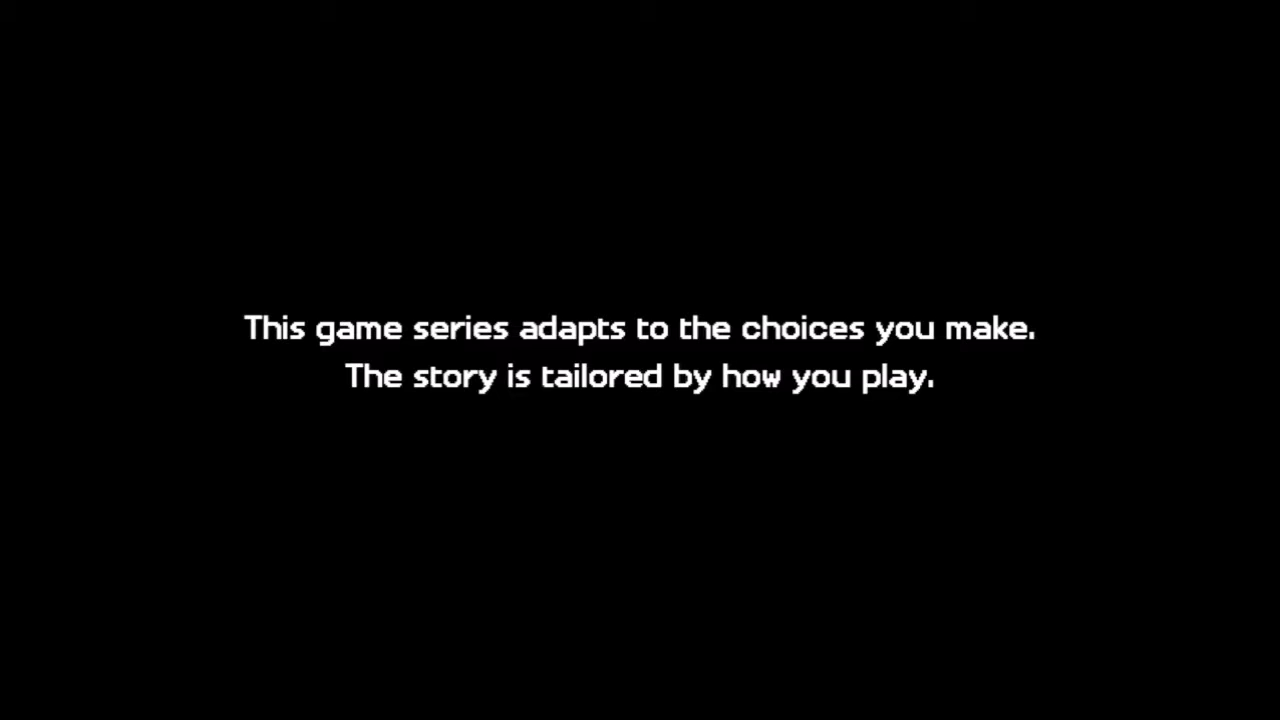 This game series adapts to the choices you make.
The story is tailored by how you play.